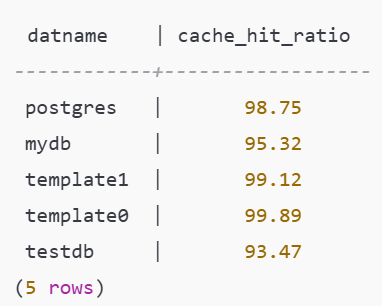 datname | cache_hit_ratio
------------+-----------------
postgres | 98.75
mydb | 95.32
template1 | 99.12
template0 | 99.89
testdb | 93.47
(5 rows)